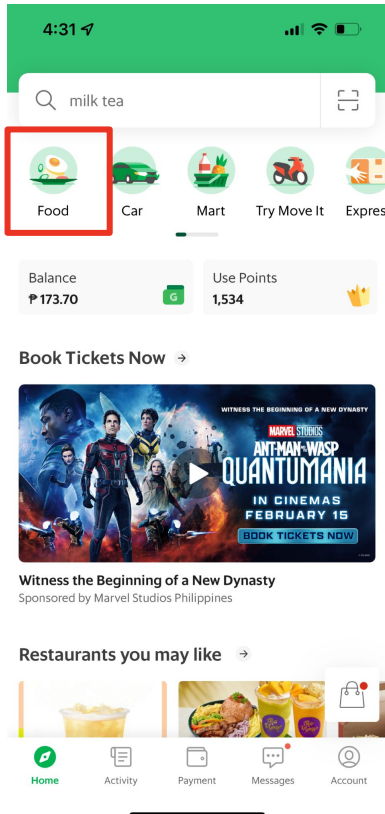 4:31
milk tea
Food
Car
Mart
Try Move It
Expres
Balance
₱ 173.70
G
Use Points
1,534
Book Tickets Now
WITNESS THE BEGINNING OF A NEW DYNASTY
MARVEL STUDIOS
ANT-MAN AND THE WASP
QUANTUMANIA
IN CINEMAS
FEBRUARY 15
BOOK TICKETS NOW
Witness the Beginning of a New Dynasty
Sponsored by Marvel Studios Philippines
Restaurants you may like
Home
Activity
Payment
Messages
Account